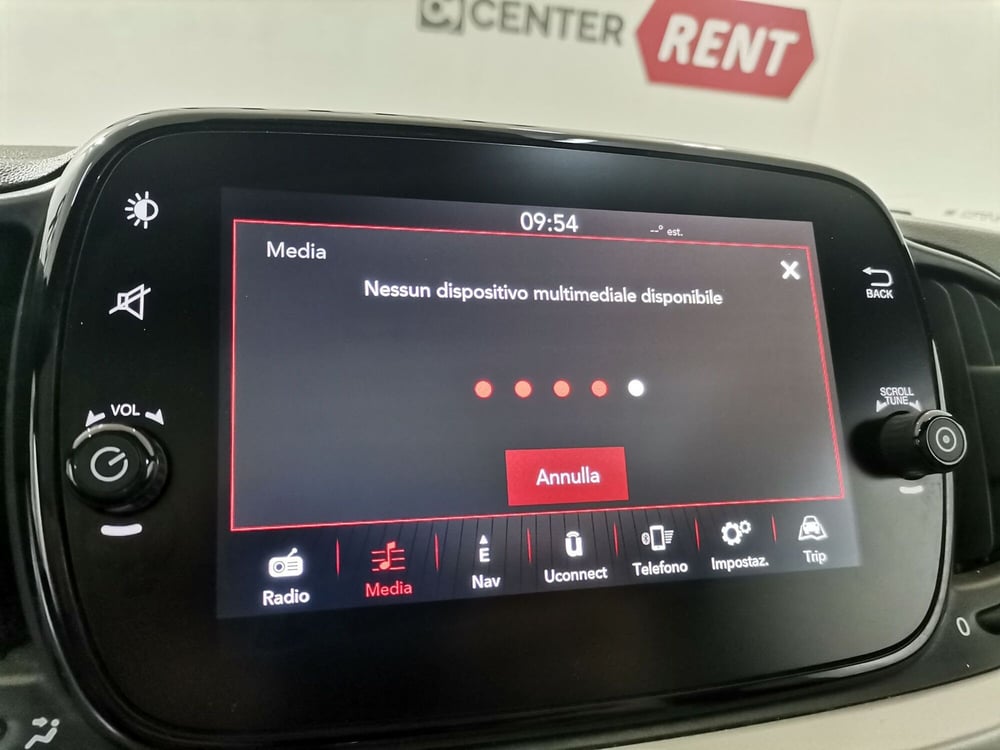 CENTER RENT
09:54
--° est.
Media
Nessun dispositivo multimediale disponibile
BACK
VOL
SCROLL
TUNE
Annulla
Radio
Media
E
Nav
Uconnect
Telefono
Impostaz.
Trip
0